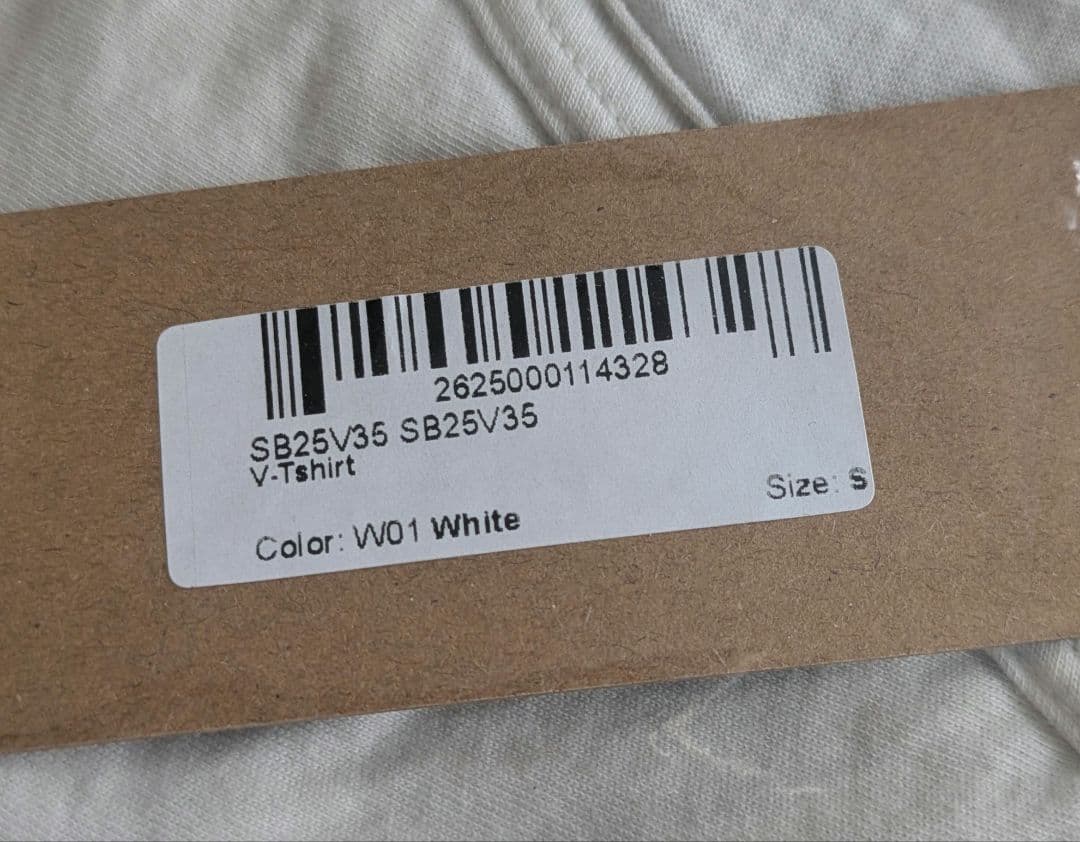 2625000114328
SB25V35 SB25V35
V-Tshirt
Size: S
Color: W01 White